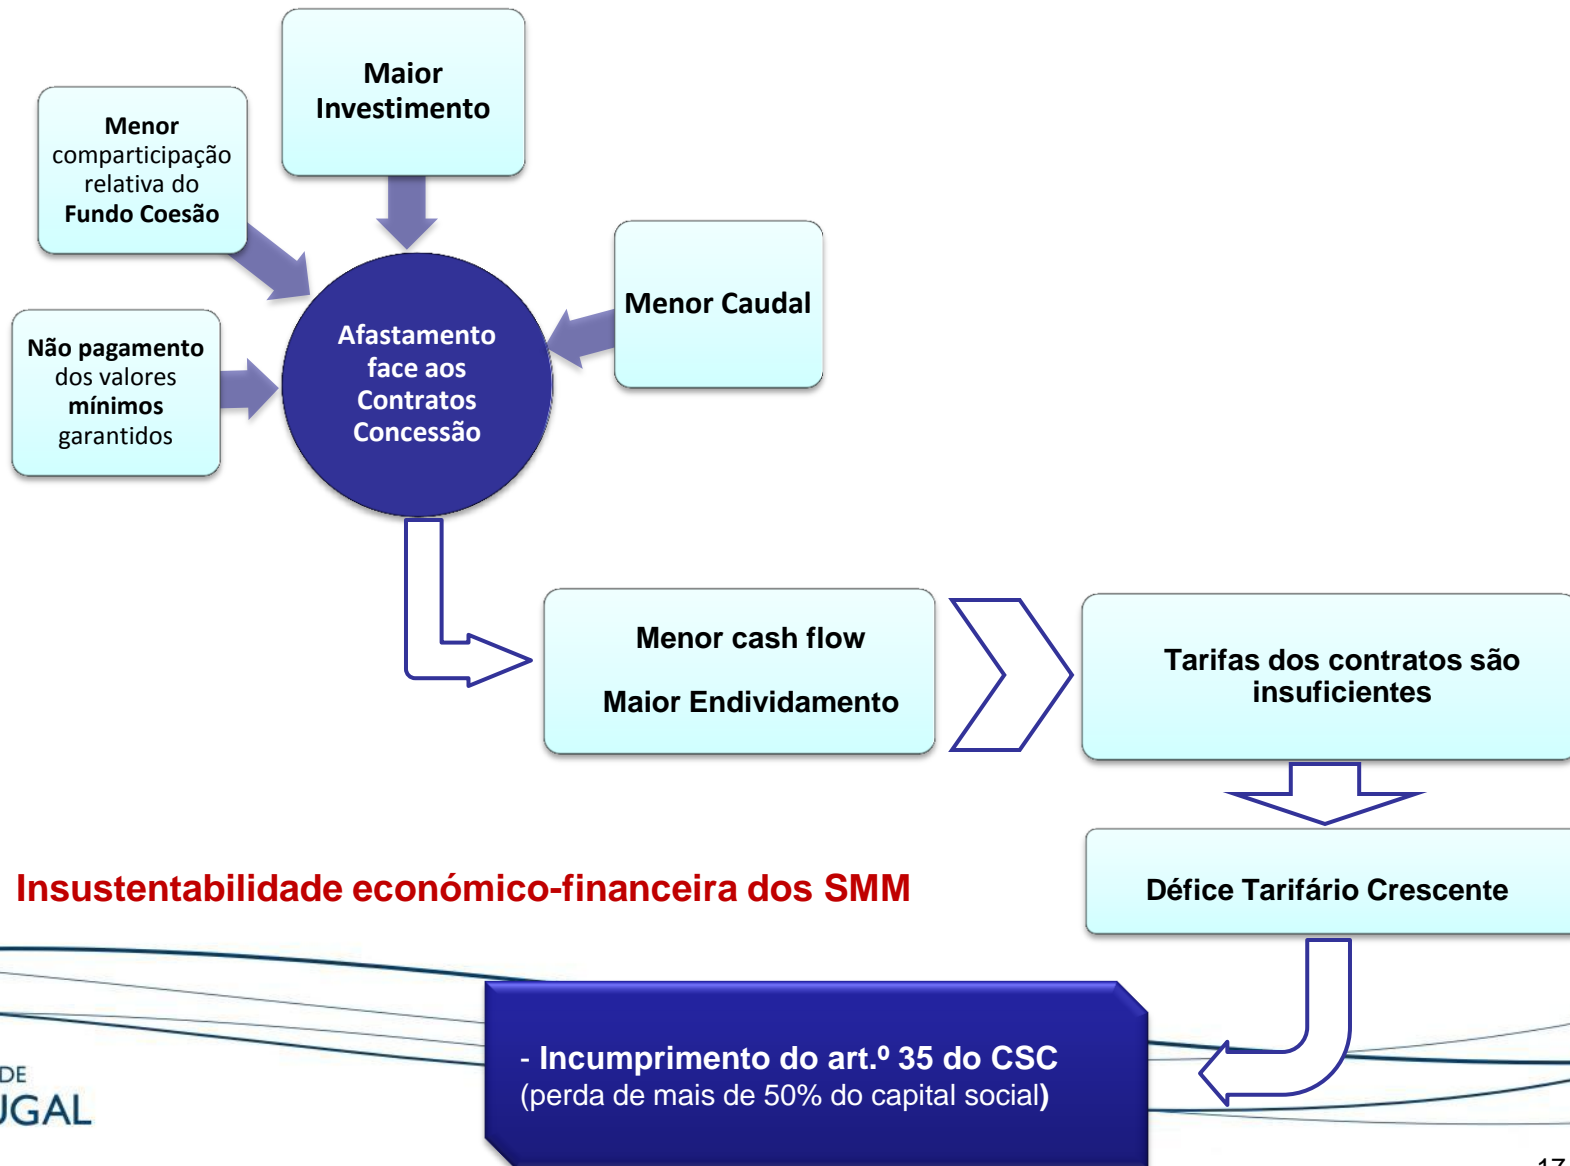 Maior
Investimento
Menor
comparticipação
relativa do
Fundo Coesão
Menor Caudal
Não pagamento
dos valores
mínimos
garantidos
Afastamento
face aos
Contratos
Concessão
Menor cash flow
Maior Endividamento
Tarifas dos contratos são
insuficientes
Défice Tarifário Crescente
Insustentabilidade económico-financeira dos SMM
- Incumprimento do art.º 35 do CSC
(perda de mais de 50% do capital social)
DE
UGAL
17